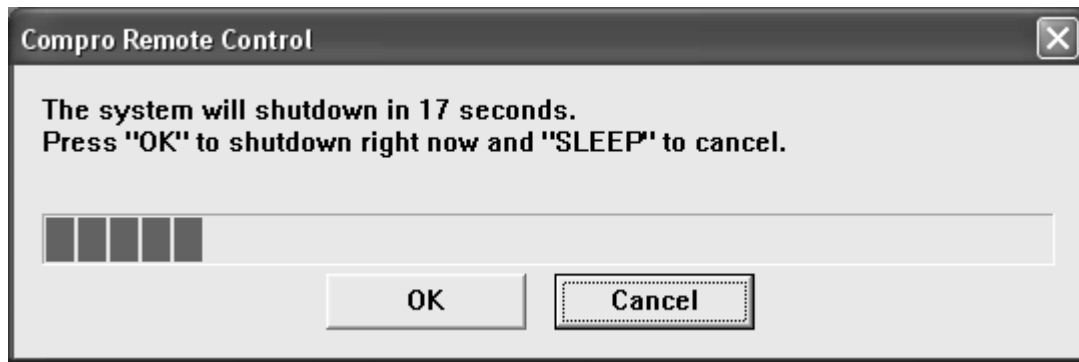 Compro Remote Control
The system will shutdown in 17 seconds.
Press "OK" to shutdown right now and "SLEEP" to cancel.
OK
Cancel